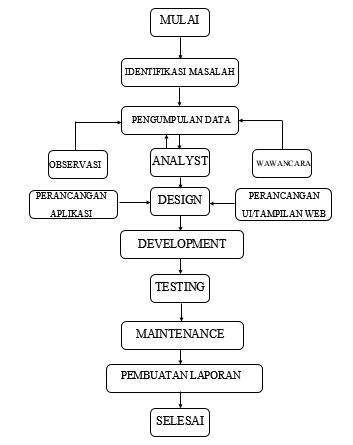 MULAI
IDENTIFIKASI MASALAH
PENGUMPULAN DATA
OBSERVASI
ANALYST
WAWANCARA
PERANCANGAN
APLIKASI
DESIGN
PERANCANGAN
UI/TAMPILAN WEB
DEVELOPMENT
TESTING
MAINTENANCE
PEMBUATAN LAPORAN
SELESAI